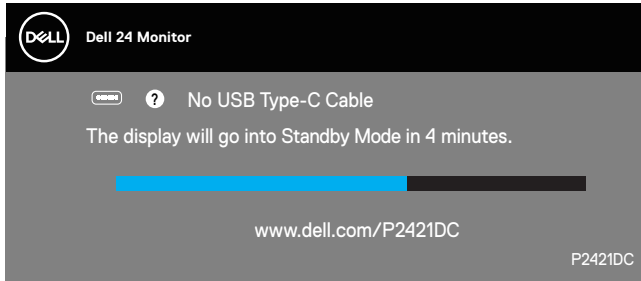 DELL
Dell 24 Monitor
? No USB Type-C Cable
The display will go into Standby Mode in 4 minutes.
www.dell.com/P2421DC
P2421DC